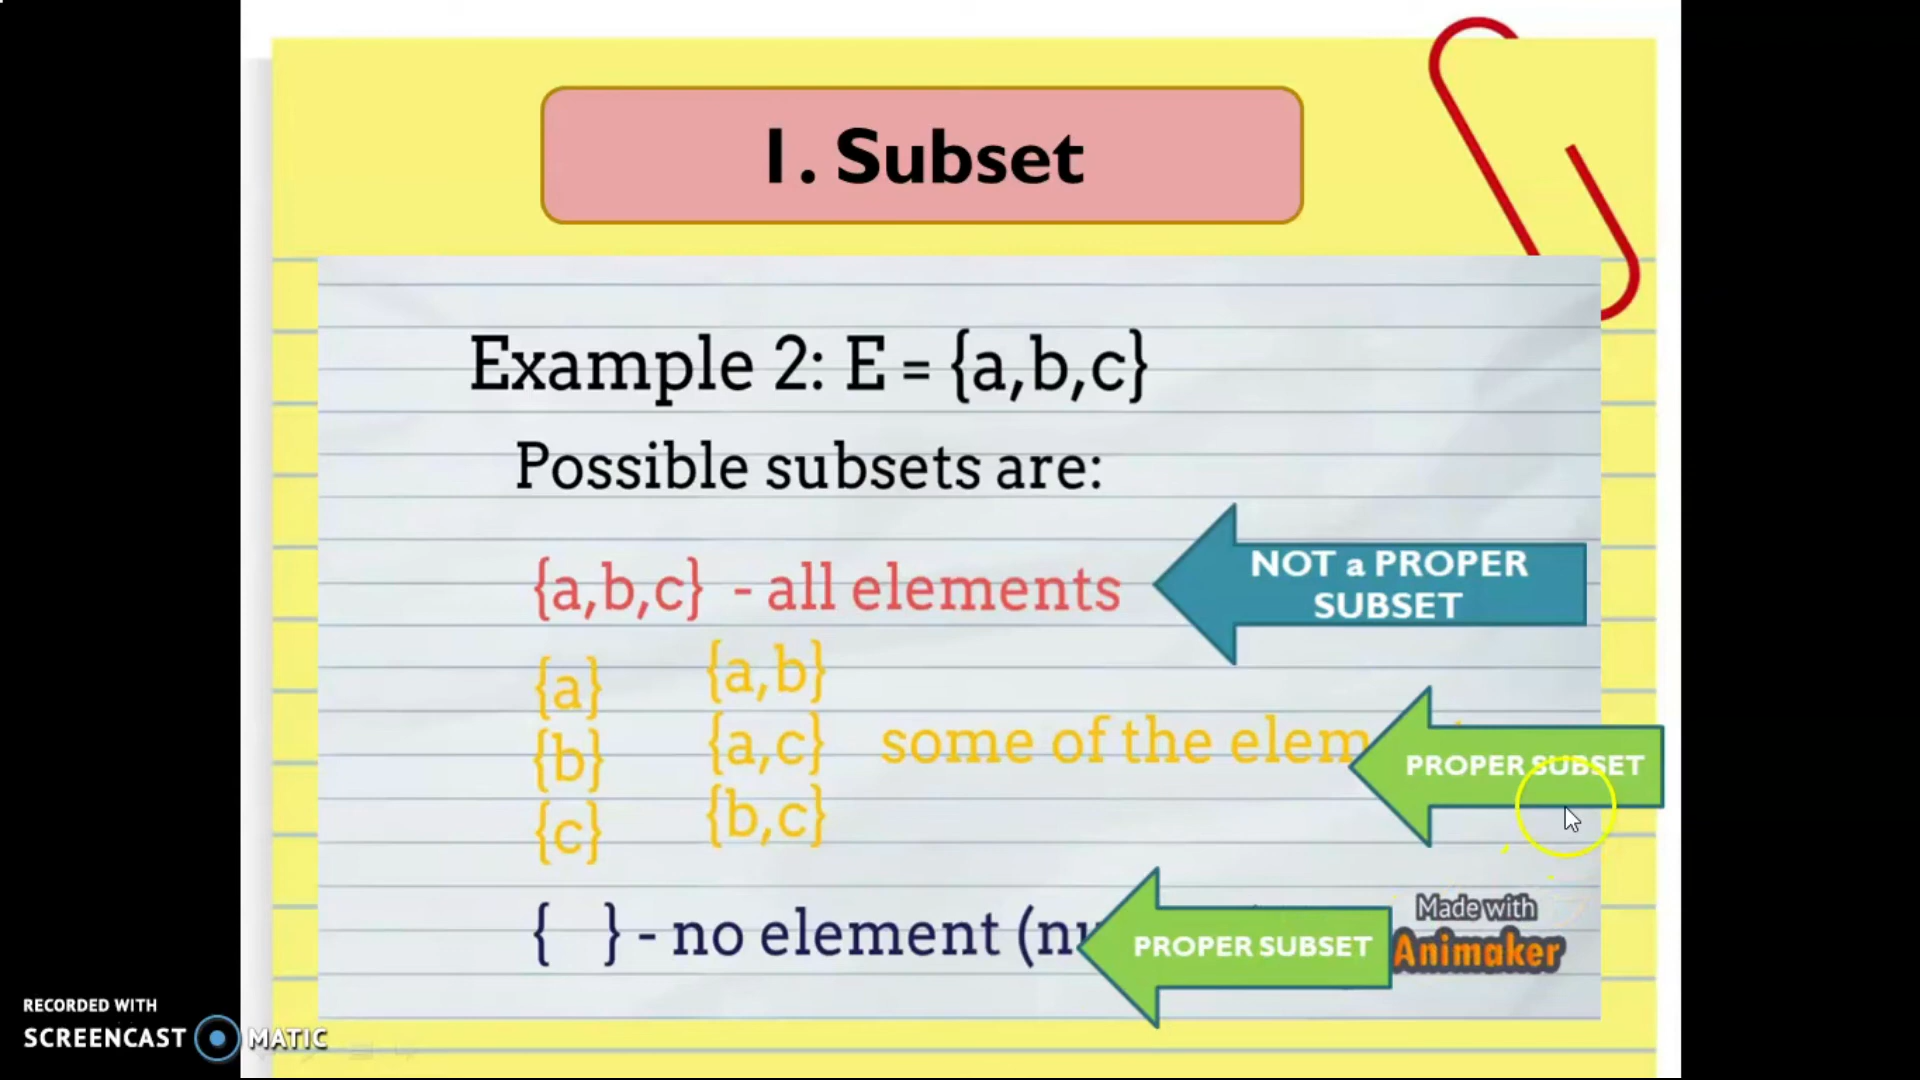 1. Subset
Example 2: E = {a,b,c}
Possible subsets are:
{a,b,c} - all elements
NOT a PROPER
SUBSET
{a} {a,b}
{b} {a,c} some of the elem
PROPER SUBSET
{c} {b,c}
{ } - no element (nu
PROPER SUBSET
Made with
Animaker
RECORDED WITH
SCREENCAST MATIC